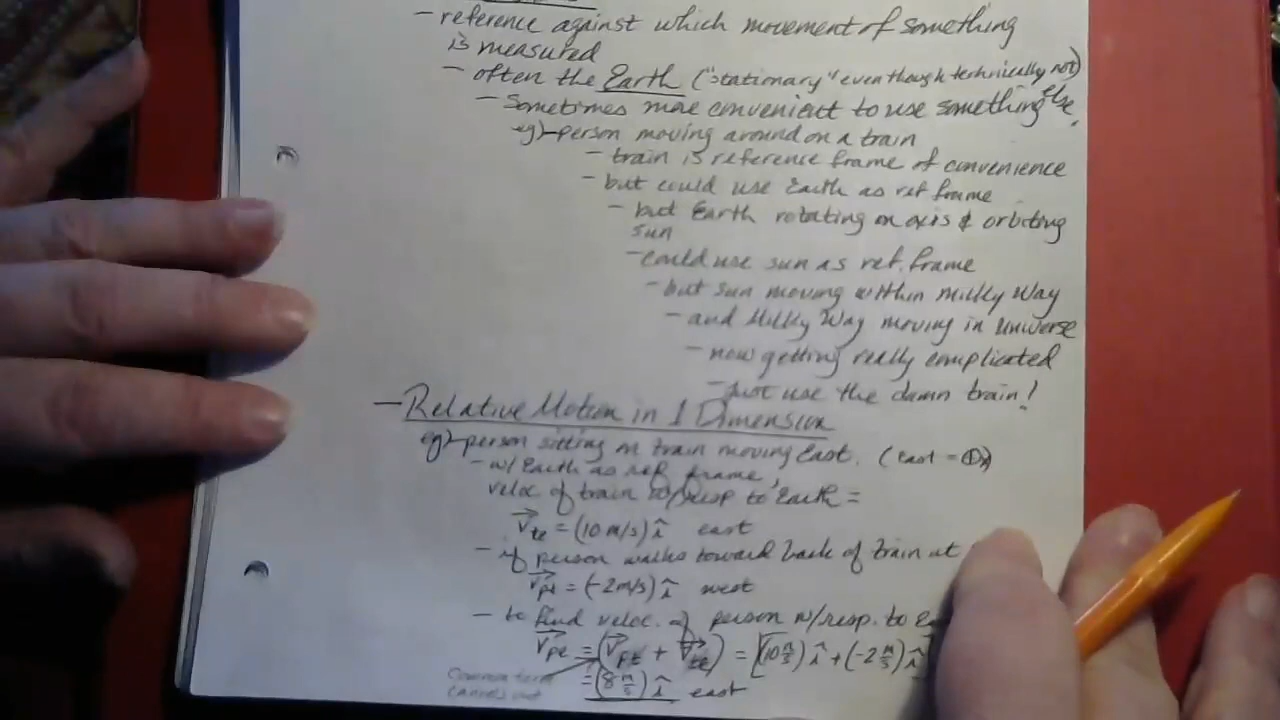 - reference against which movement of something
is measured
- often the Earth ("stationary" even though technically not)
- sometimes more convenient to use something else.
eg) - person moving around on a train
- train is reference frame of convenience
- but could use Earth as ref frame
- but Earth rotating on axis & orbiting
sun
- could use sun as ref. frame
- but sun moving within Milky Way
- and Milky Way moving in Universe
- now getting really complicated
- just use the damn train!
- Relative Motion in 1 Dimension
eg) - person sitting on train moving East. (east = ⊕x)
- w/ Earth as ref frame,
veloc of train w/resp to Earth =
v⃗te = (10 m/s) î east
- if person walks toward back of train at
v⃗pt = (-2m/s) î west
- to find veloc. of person w/resp. to
v⃗pe = (v⃗pt + v⃗te) = [(10 m/s) î + (-2 m/s) î
Common term
cancels out
= (8 m/s) î east